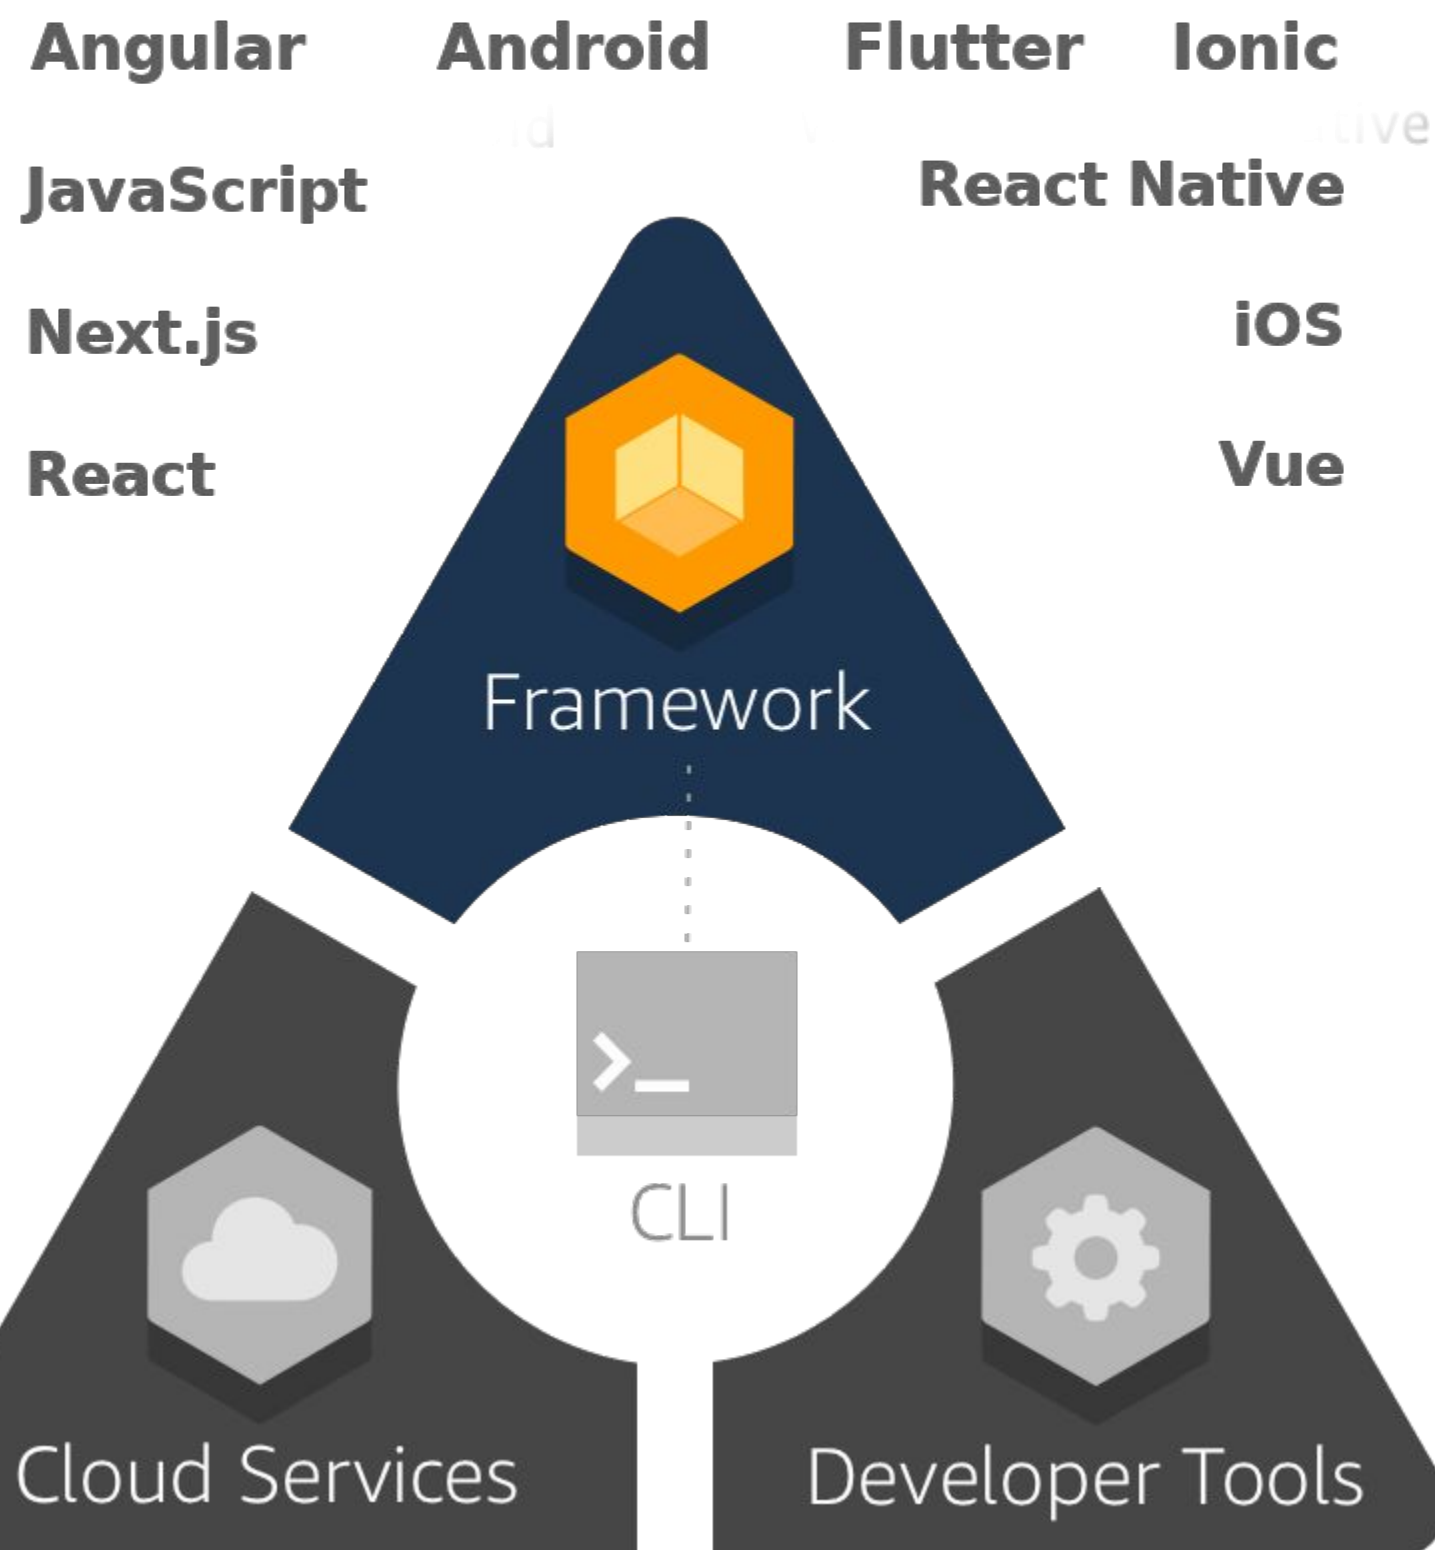 Angular Android Flutter Ionic
JavaScript React Native
Next.js iOS
React Vue
Framework
>_
CLI
Cloud Services Developer Tools